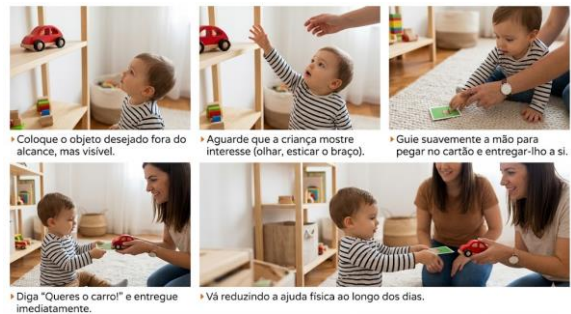 Coloque o objeto desejado fora do
alcance, mas visível.
Aguarde que a criança mostre
interesse (olhar, esticar o braço).
Guie suavemente a mão para
pegar no cartão e entregar-lho a si.
Diga “Queres o carro!” e entregue
imediatamente.
Vá reduzindo a ajuda física ao longo dos dias.